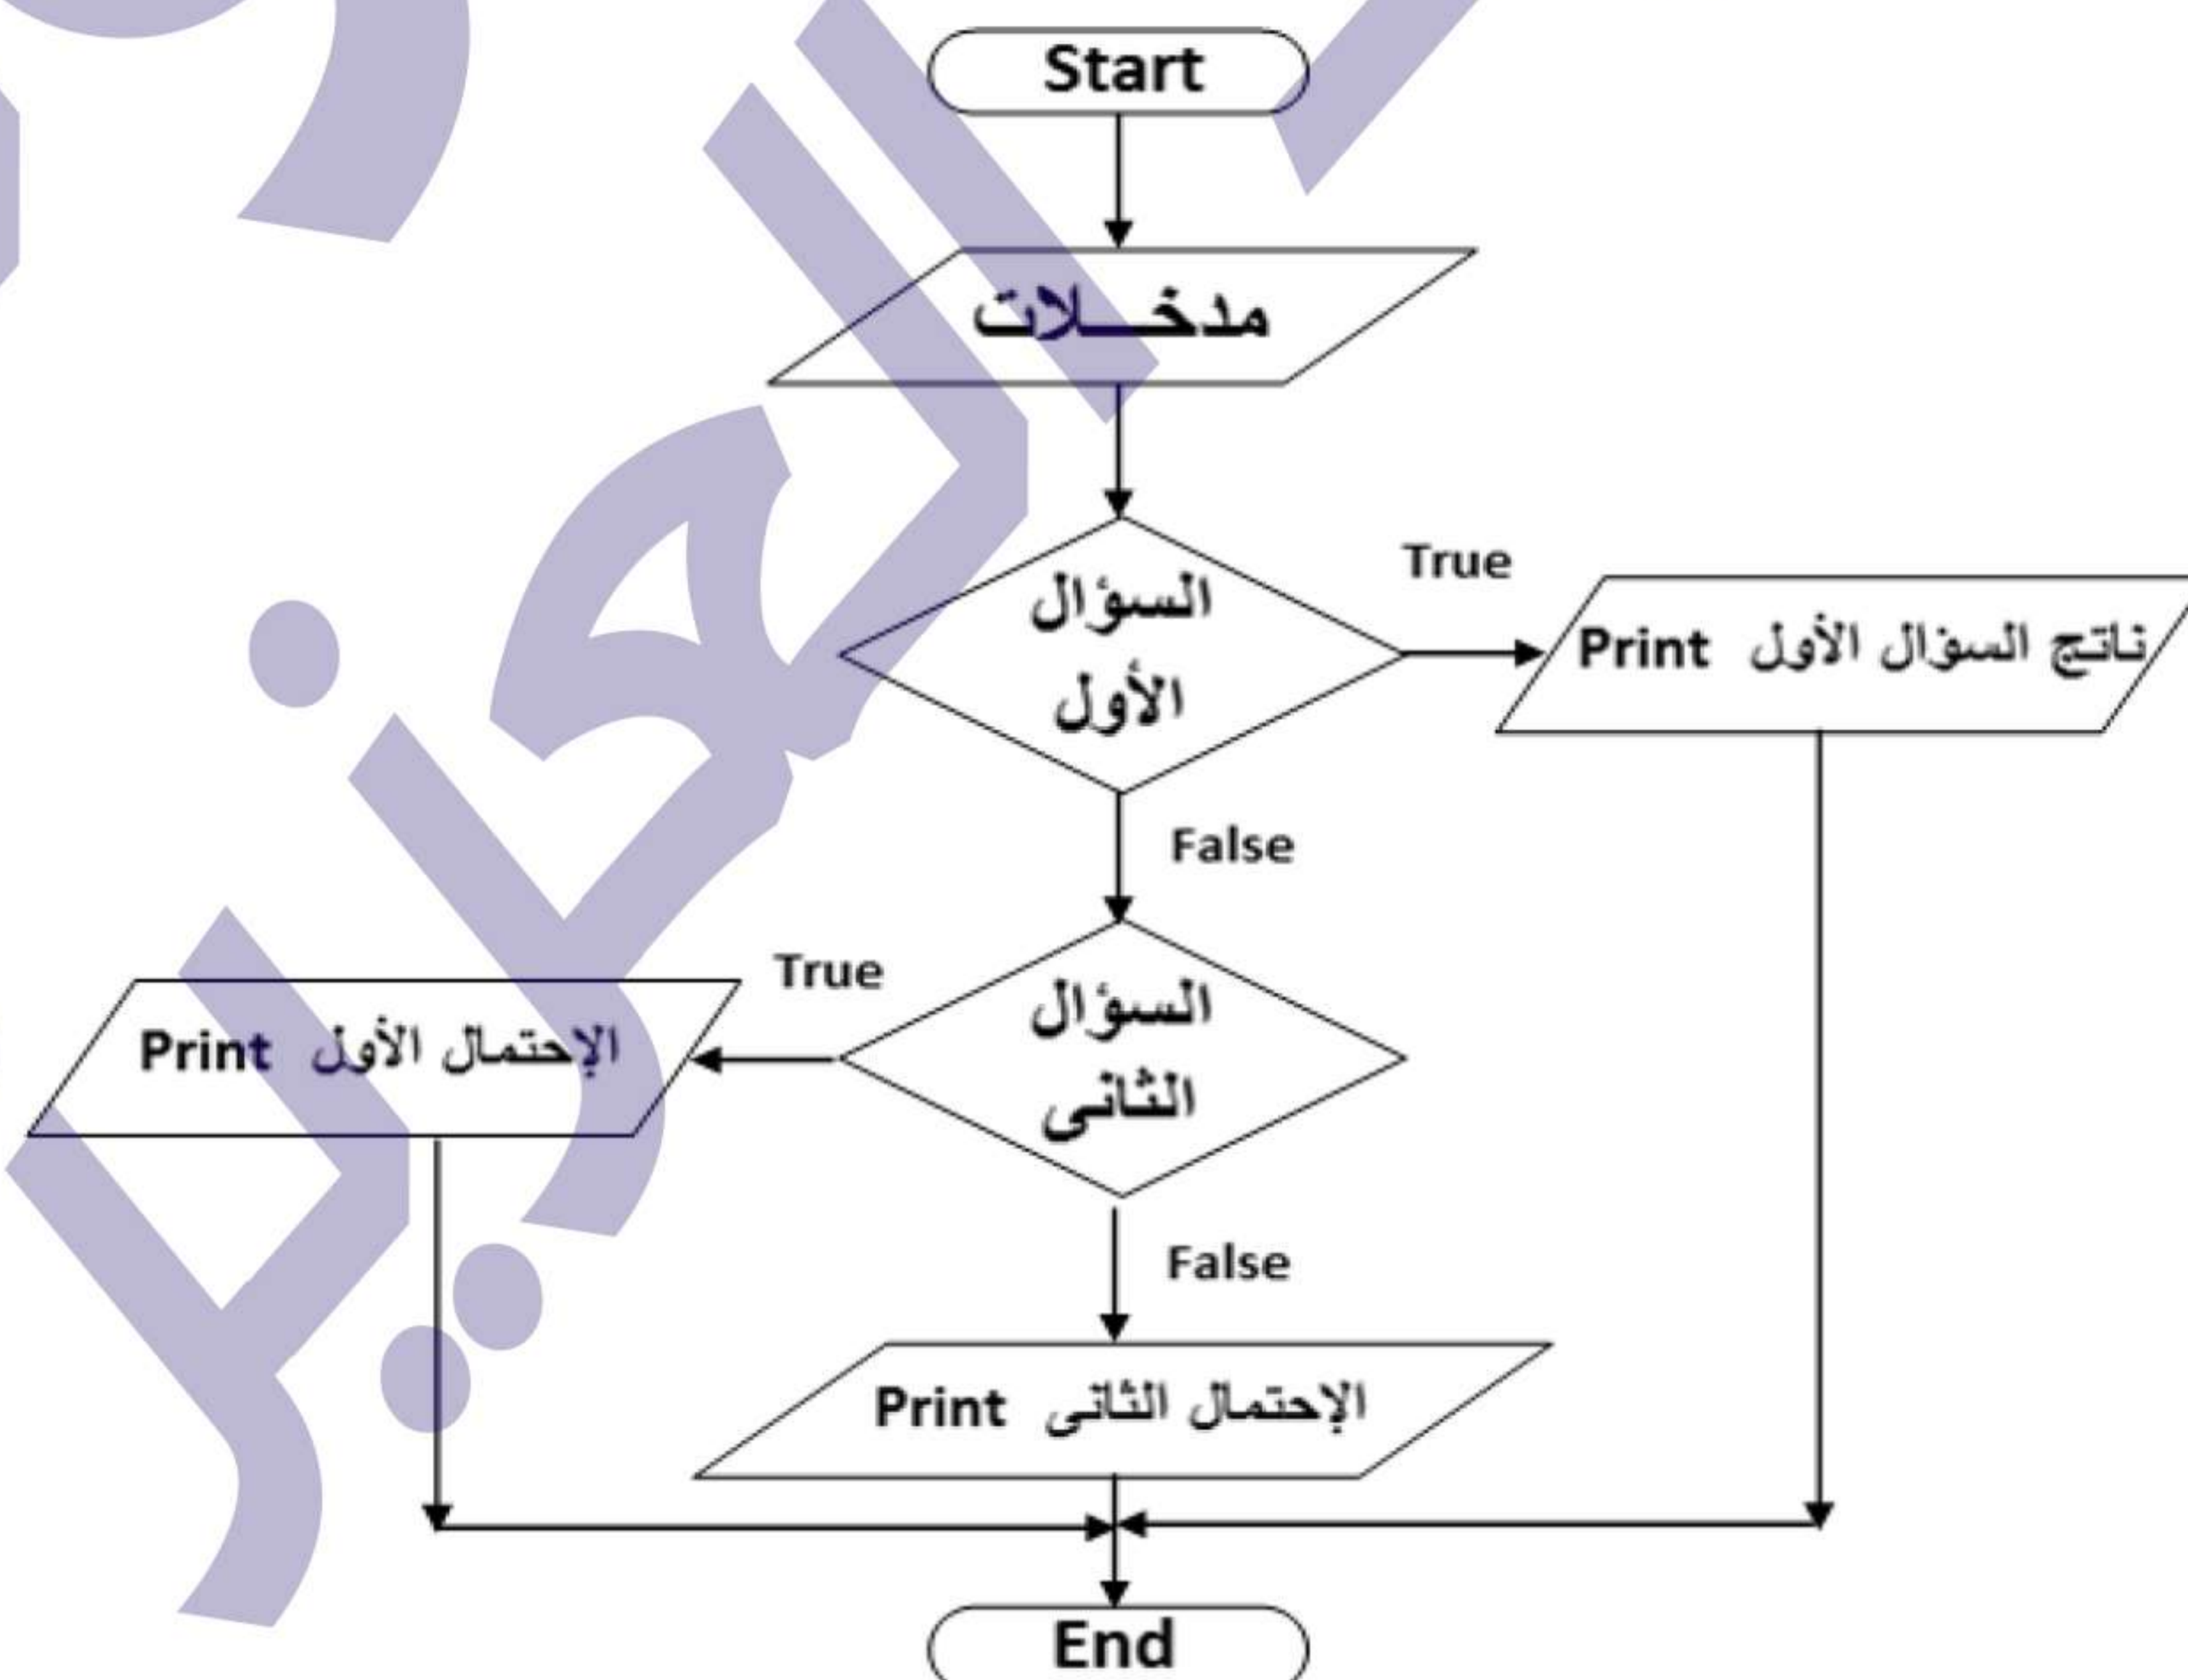 Start
مدخـــلات
السؤال
الأول
True
Print ناتج السؤال الأول
False
السؤال
الثانى
True
Print الإحتمال الأول
False
Print الإحتمال الثانى
End